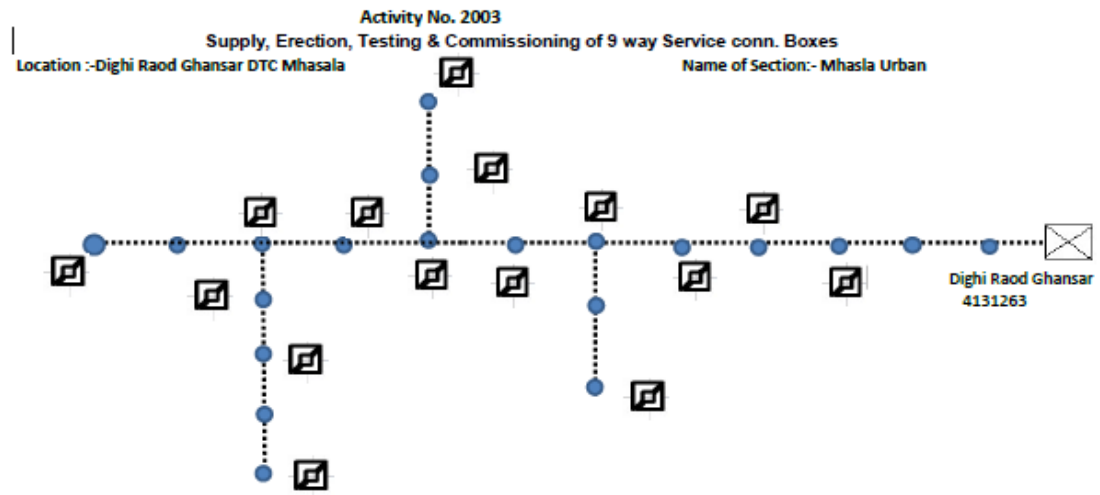 Activity No. 2003
Supply, Erection, Testing & Commissioning of 9 way Service conn. Boxes
Location :-Dighi Raod Ghansar DTC Mhasala
Name of Section:- Mhasla Urban
Dighi Raod Ghansar
4131263